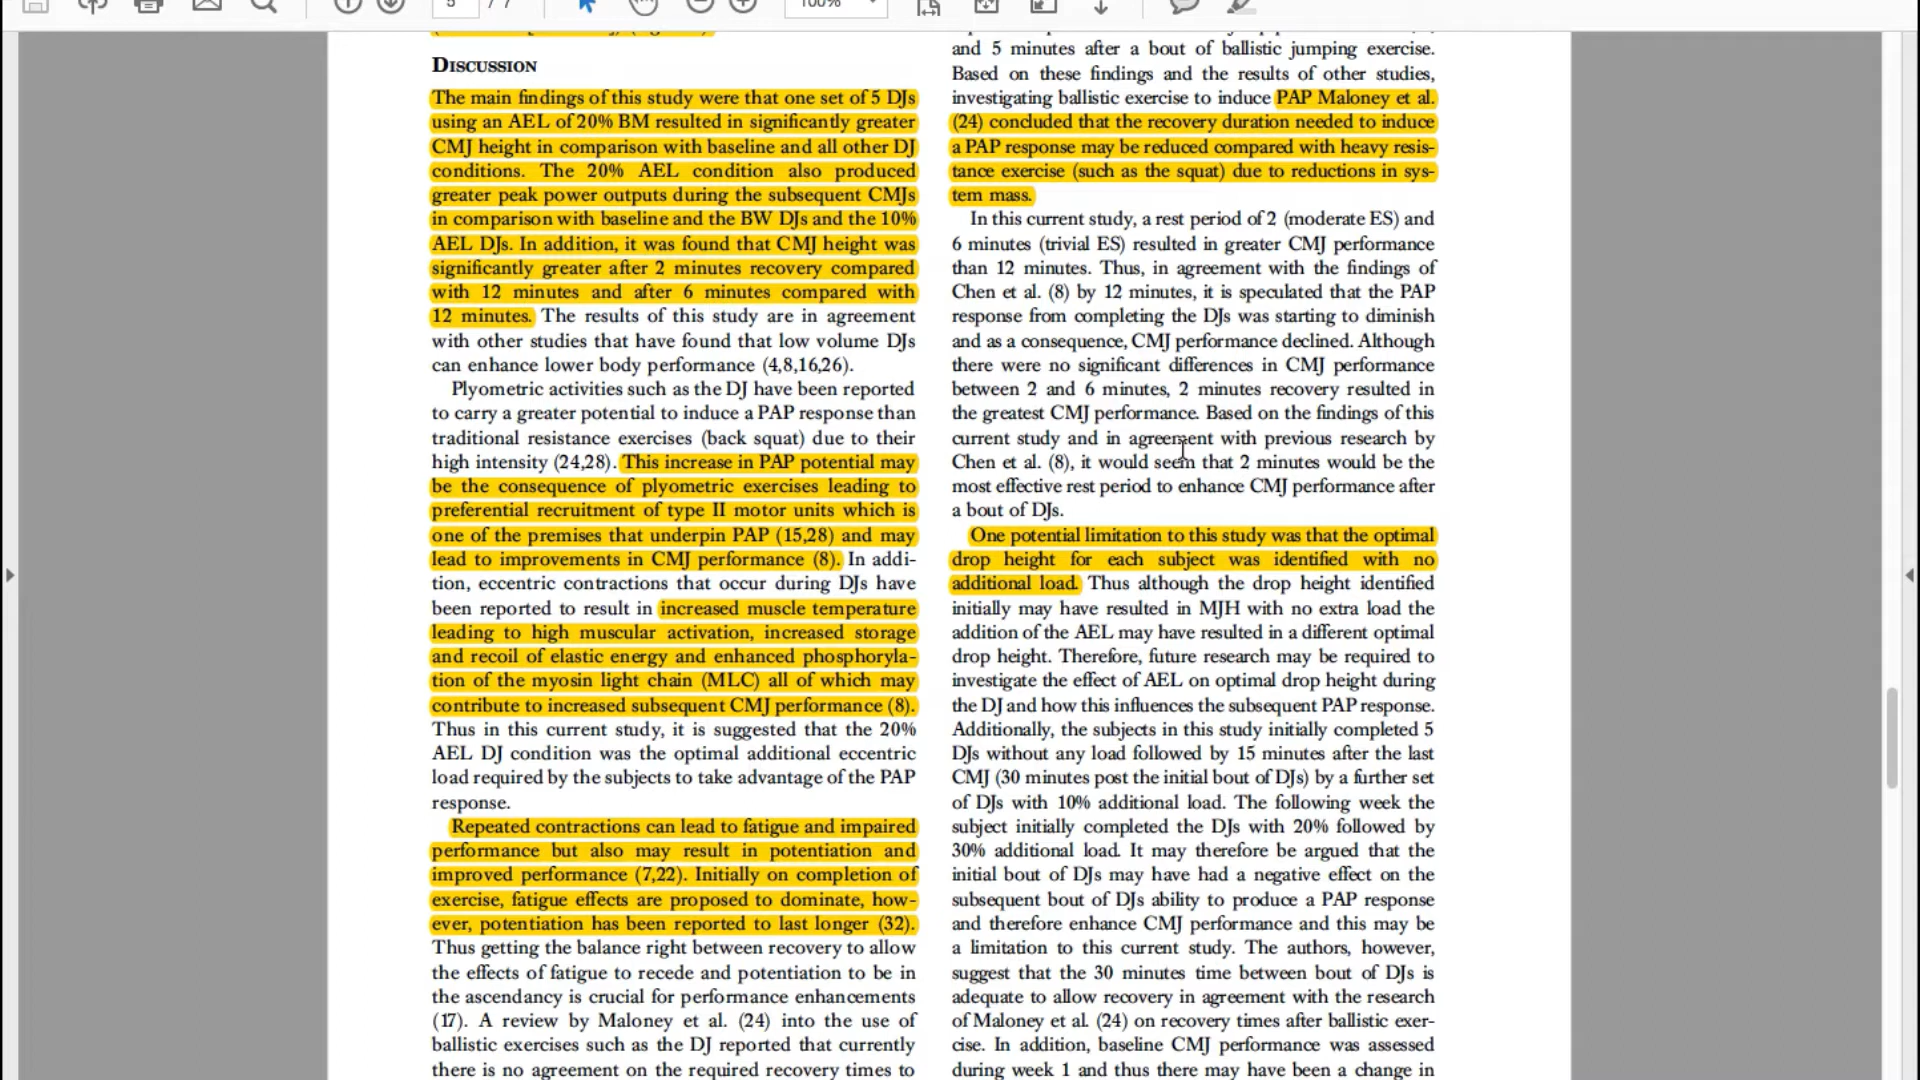 5 / 7
100%
DISCUSSION
The main findings of this study were that one set of 5 DJs
using an AEL of 20% BM resulted in significantly greater
CMJ height in comparison with baseline and all other DJ
conditions. The 20% AEL condition also produced
greater peak power outputs during the subsequent CMJs
in comparison with baseline and the BW DJs and the 10%
AEL DJs. In addition, it was found that CMJ height was
significantly greater after 2 minutes recovery compared
with 12 minutes and after 6 minutes compared with
12 minutes. The results of this study are in agreement
with other studies that have found that low volume DJs
can enhance lower body performance (4,8,16,26).
Plyometric activities such as the DJ have been reported
to carry a greater potential to induce a PAP response than
traditional resistance exercises (back squat) due to their
high intensity (24,28). This increase in PAP potential may
be the consequence of plyometric exercises leading to
preferential recruitment of type II motor units which is
one of the premises that underpin PAP (15,28) and may
lead to improvements in CMJ performance (8). In addi-
tion, eccentric contractions that occur during DJs have
been reported to result in increased muscle temperature
leading to high muscular activation, increased storage
and recoil of elastic energy and enhanced phosphoryla-
tion of the myosin light chain (MLC) all of which may
contribute to increased subsequent CMJ performance (8).
Thus in this current study, it is suggested that the 20%
AEL DJ condition was the optimal additional eccentric
load required by the subjects to take advantage of the PAP
response.
Repeated contractions can lead to fatigue and impaired
performance but also may result in potentiation and
improved performance (7,22). Initially on completion of
exercise, fatigue effects are proposed to dominate, how-
ever, potentiation has been reported to last longer (32).
Thus getting the balance right between recovery to allow
the effects of fatigue to recede and potentiation to be in
the ascendancy is crucial for performance enhancements
(17). A review by Maloney et al. (24) into the use of
ballistic exercises such as the DJ reported that currently
there is no agreement on the required recovery times to
and 5 minutes after a bout of ballistic jumping exercise.
Based on these findings and the results of other studies,
investigating ballistic exercise to induce PAP Maloney et al.
(24) concluded that the recovery duration needed to induce
a PAP response may be reduced compared with heavy resis-
tance exercise (such as the squat) due to reductions in sys-
tem mass.
In this current study, a rest period of 2 (moderate ES) and
6 minutes (trivial ES) resulted in greater CMJ performance
than 12 minutes. Thus, in agreement with the findings of
Chen et al. (8) by 12 minutes, it is speculated that the PAP
response from completing the DJs was starting to diminish
and as a consequence, CMJ performance declined. Although
there were no significant differences in CMJ performance
between 2 and 6 minutes, 2 minutes recovery resulted in
the greatest CMJ performance. Based on the findings of this
current study and in agreement with previous research by
Chen et al. (8), it would seem that 2 minutes would be the
most effective rest period to enhance CMJ performance after
a bout of DJs.
One potential limitation to this study was that the optimal
drop height for each subject was identified with no
additional load. Thus although the drop height identified
initially may have resulted in MJH with no extra load the
addition of the AEL may have resulted in a different optimal
drop height. Therefore, future research may be required to
investigate the effect of AEL on optimal drop height during
the DJ and how this influences the subsequent PAP response.
Additionally, the subjects in this study initially completed 5
DJs without any load followed by 15 minutes after the last
CMJ (30 minutes post the initial bout of DJs) by a further set
of DJs with 10% additional load. The following week the
subject initially completed the DJs with 20% followed by
30% additional load. It may therefore be argued that the
initial bout of DJs may have had a negative effect on the
subsequent bout of DJs ability to produce a PAP response
and therefore enhance CMJ performance and this may be
a limitation to this current study. The authors, however,
suggest that the 30 minutes time between bout of DJs is
adequate to allow recovery in agreement with the research
of Maloney et al. (24) on recovery times after ballistic exer-
cise. In addition, baseline CMJ performance was assessed
during week 1 and thus there may have been a change in